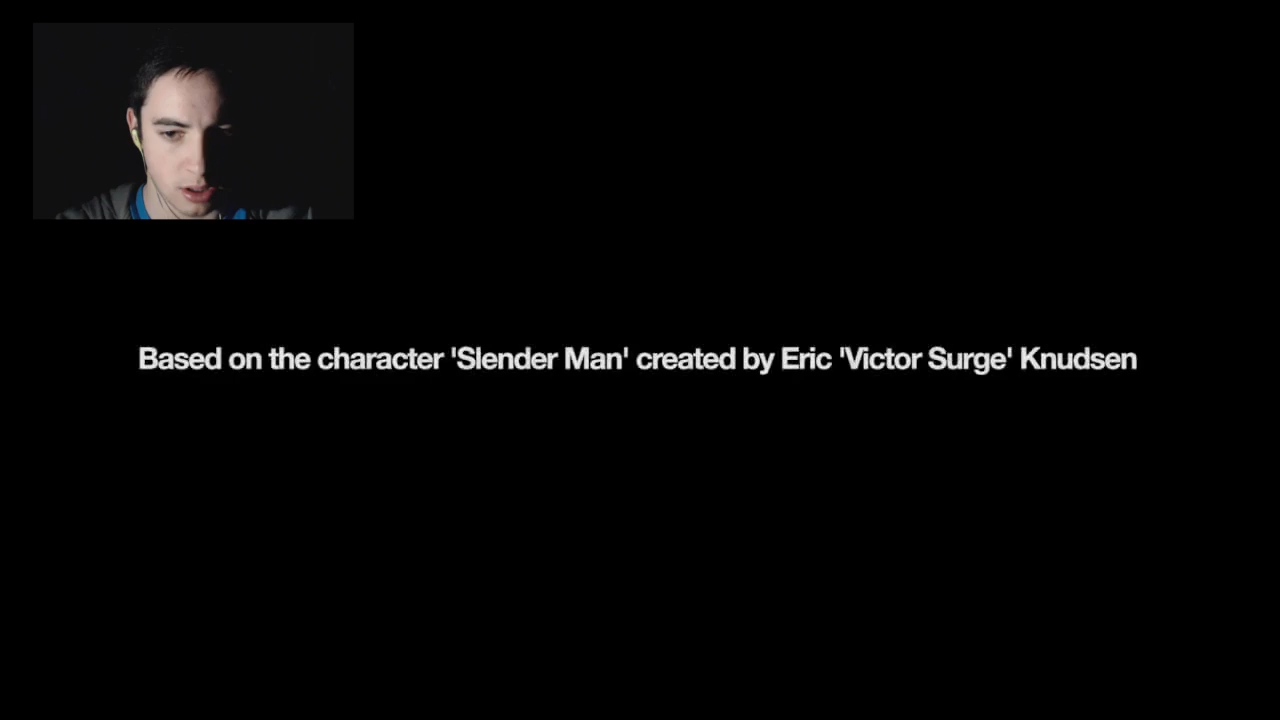 Based on the character 'Slender Man' created by Eric 'Victor Surge' Knudsen